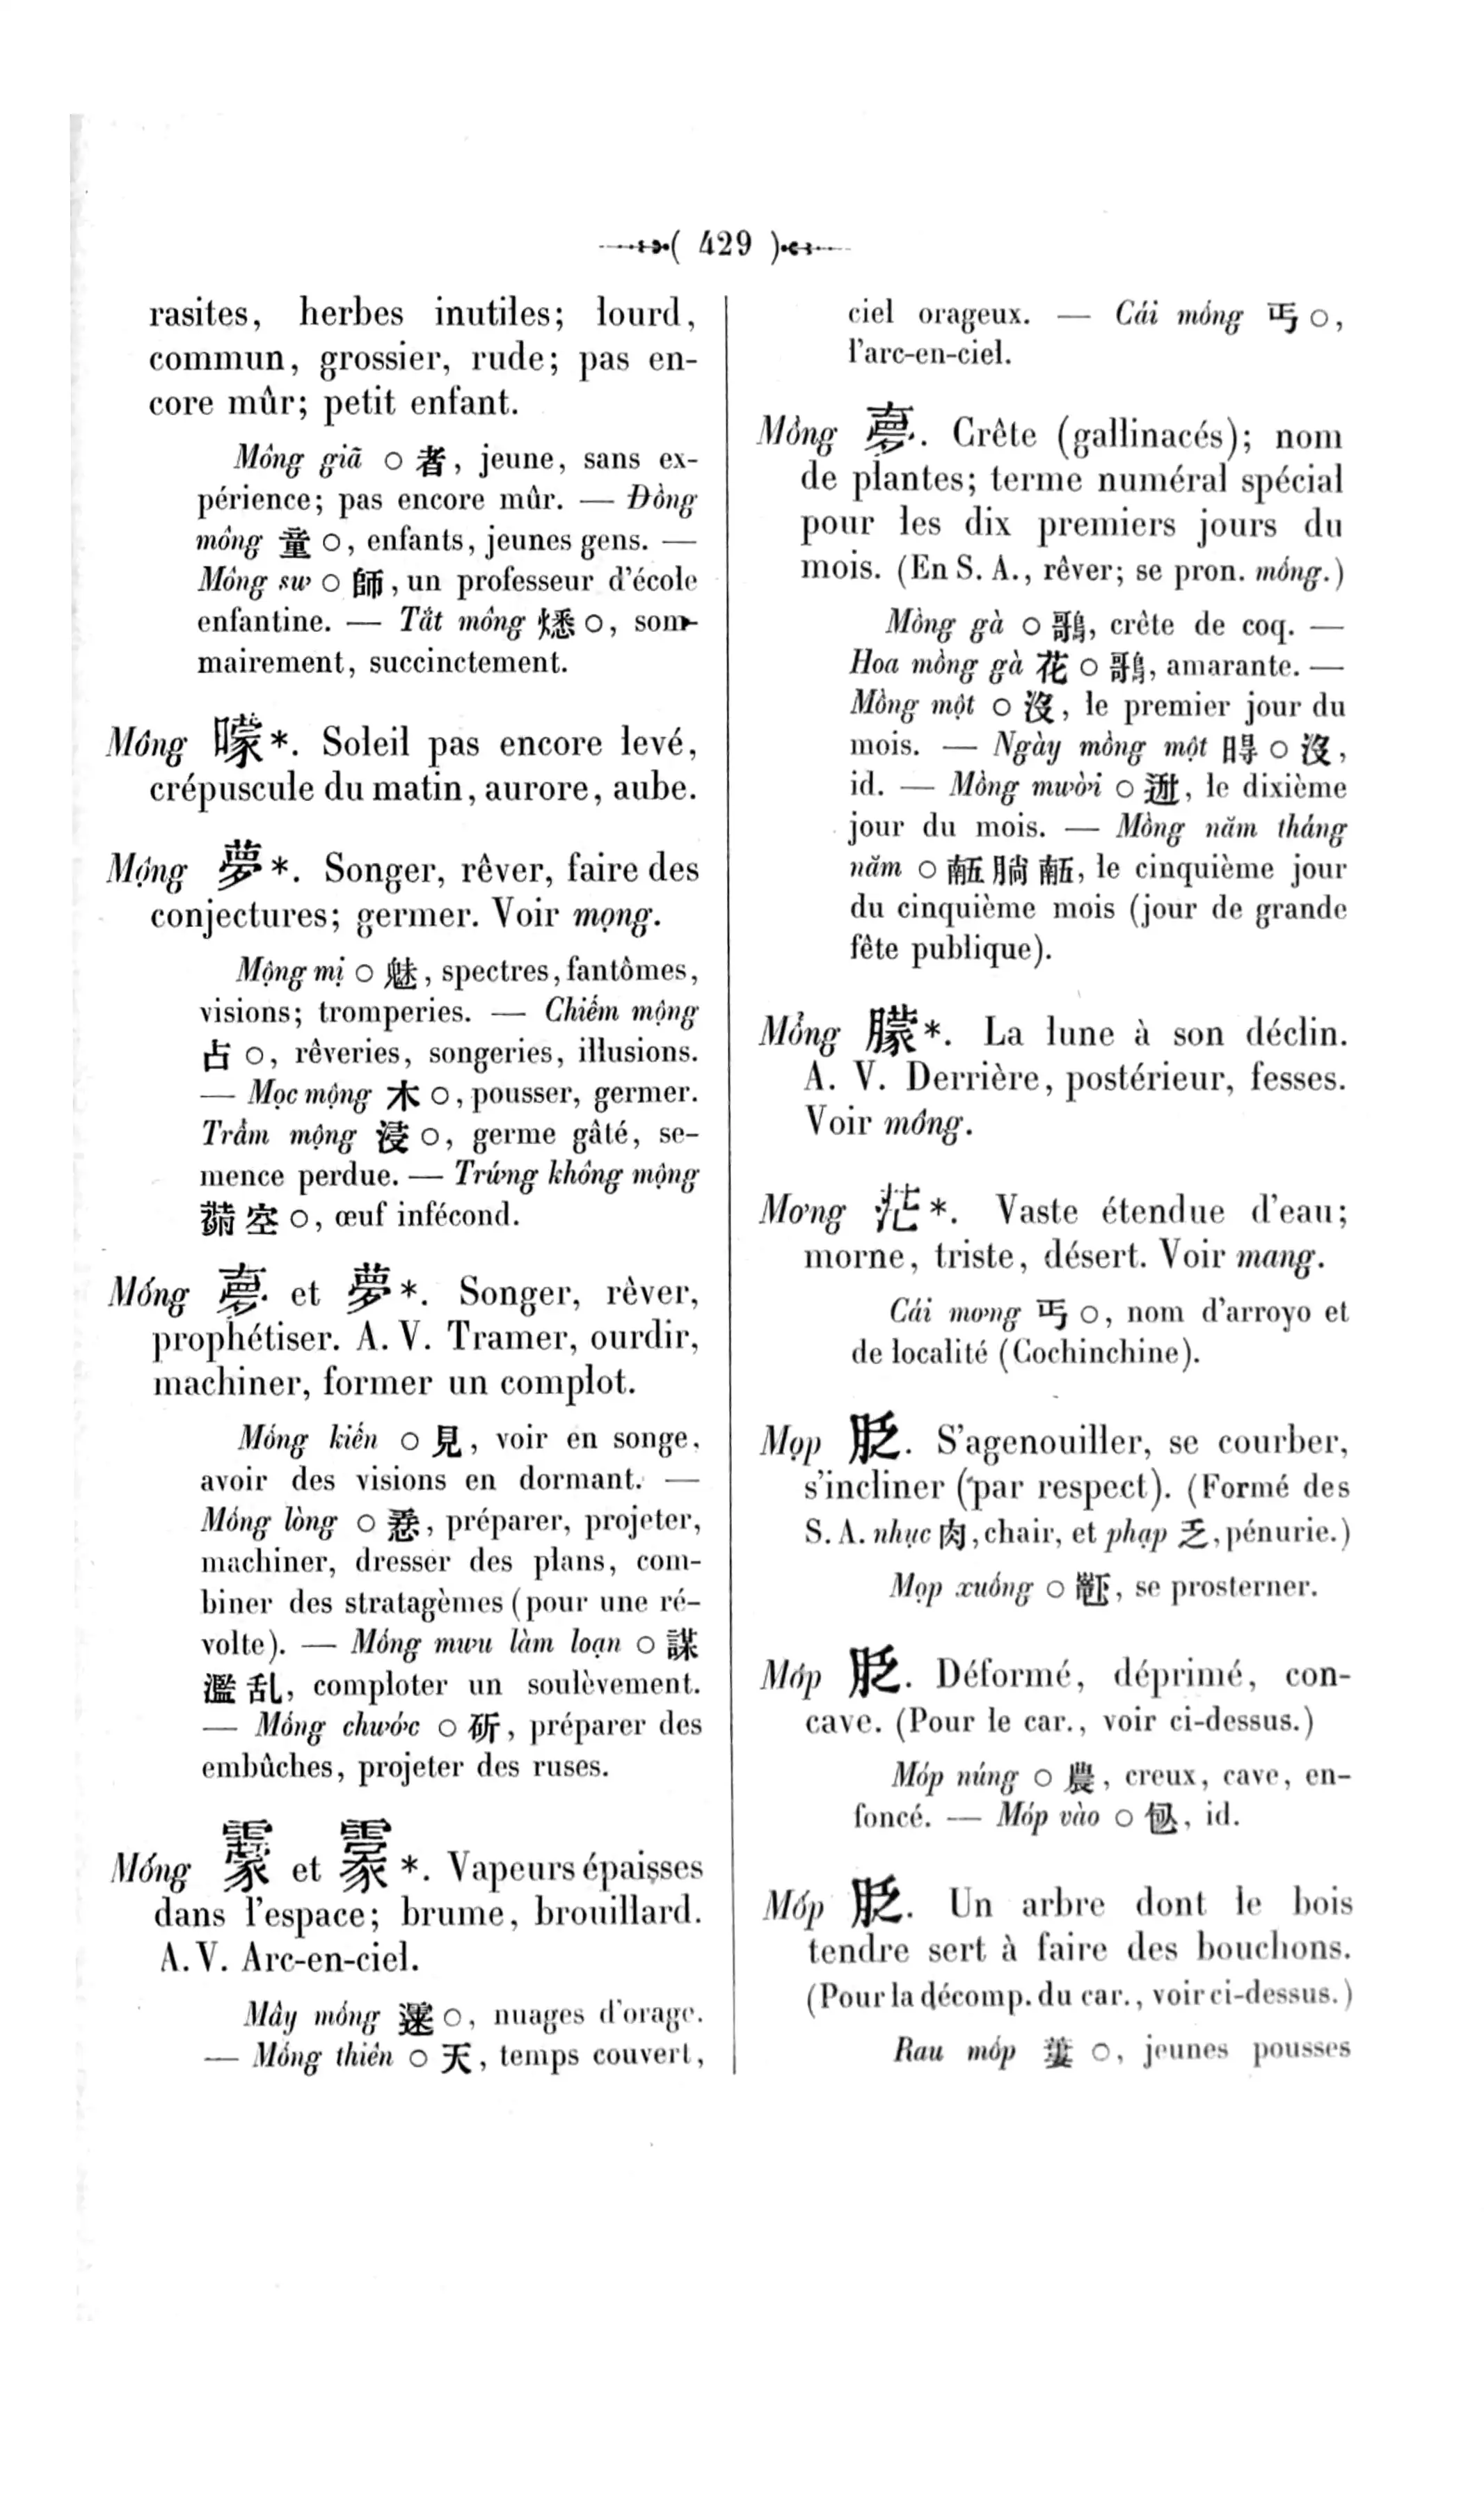 ( 429 )
rasites, herbes inutiles; lourd,
commun, grossier, rude; pas en-
core mûr; petit enfant.
Mông giã ○ 者, jeune, sans ex-
périence; pas encore mûr. — Đồng
mông 童 ○, enfants, jeunes gens. —
Mông sư ○ 師, un professeur d'école
enfantine. — Tắt mông ○, som-
mairement, succinctement.
Mông 曚*. Soleil pas encore levé,
crépuscule du matin, aurore, aube.
Mộng 夢*. Songer, rêver, faire des
conjectures; germer. Voir mọng.
Mộng mị ○ 魅, spectres, fantômes,
visions; tromperies. — Chiếm mộng
占 ○, rêveries, songeries, illusions.
— Mọc mộng 木 ○, pousser, germer.
Trầm mộng 浸 ○, germe gâté, se-
mence perdue. — Trứng không mộng
空 ○, œuf infécond.
Mống et 夢*. Songer, rêver,
prophétiser. A. V. Tramer, ourdir,
machiner, former un complot.
Mống kiến ○ 見, voir en songe,
avoir des visions en dormant. —
Mống lòng ○, préparer, projeter,
machiner, dresser des plans, com-
biner des stratagèmes (pour une ré-
volte). — Mống mưu làm loạn ○ 謀
濫 乱, comploter un soulèvement.
— Mống chước ○ 斫, préparer des
embûches, projeter des ruses.
Mống et *. Vapeurs épaisses
dans l'espace; brume, brouillard.
A. V. Arc-en-ciel.
Mây mống ○, nuages d'orage.
— Mống thiên ○ 天, temps couvert,
ciel orageux. — Cái mống 丐 ○,
l'arc-en-ciel.
Mồng. Crête (gallinacés); nom
de plantes; terme numéral spécial
pour les dix premiers jours du
mois. (En S. A., rêver; se pron. mống.)
Mồng gà ○ 鵶, crête de coq. —
Hoa mồng gà 花 ○, amarante. —
Mồng một ○ 沒, le premier jour du
mois. — Ngày mồng một ○ 沒,
id. — Mồng mười ○, le dixième
jour du mois. — Mồng năm tháng
năm ○, le cinquième jour
du cinquième mois (jour de grande
fête publique).
Mổng 朦*. La lune à son déclin.
A. V. Derrière, postérieur, fesses.
Voir mông.
Mơng 茫*. Vaste étendue d'eau;
morne, triste, désert. Voir mang.
Cái mơng 丐 ○, nom d'arroyo et
de localité (Cochinchine).
Mọp 𦙀. S'agenouiller, se courber,
s'incliner (par respect). (Formé des
S. A. nhục 肉, chair, et phạp 乏, pénurie.)
Mọp xuống ○, se prosterner.
Móp. Déformé, déprimé, con-
cave. (Pour le car., voir ci-dessus.)
Móp núng ○ 農, creux, cave, en-
foncé. — Móp vào ○, id.
Mốp. Un arbre dont le bois
tendre sert à faire des bouchons.
(Pour la décomp. du car., voir ci-dessus.)
Rau mốp ○, jeunes pousses